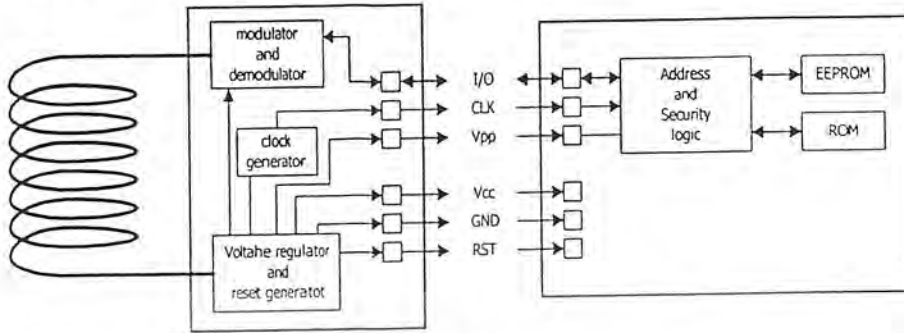 modulator
and
demodulator
clock
generator
Voltahe regulator
and
reset generatot
I/O
CLK
Vpp
Vcc
GND
RST
Address
and
Security
logic
EEPROM
ROM